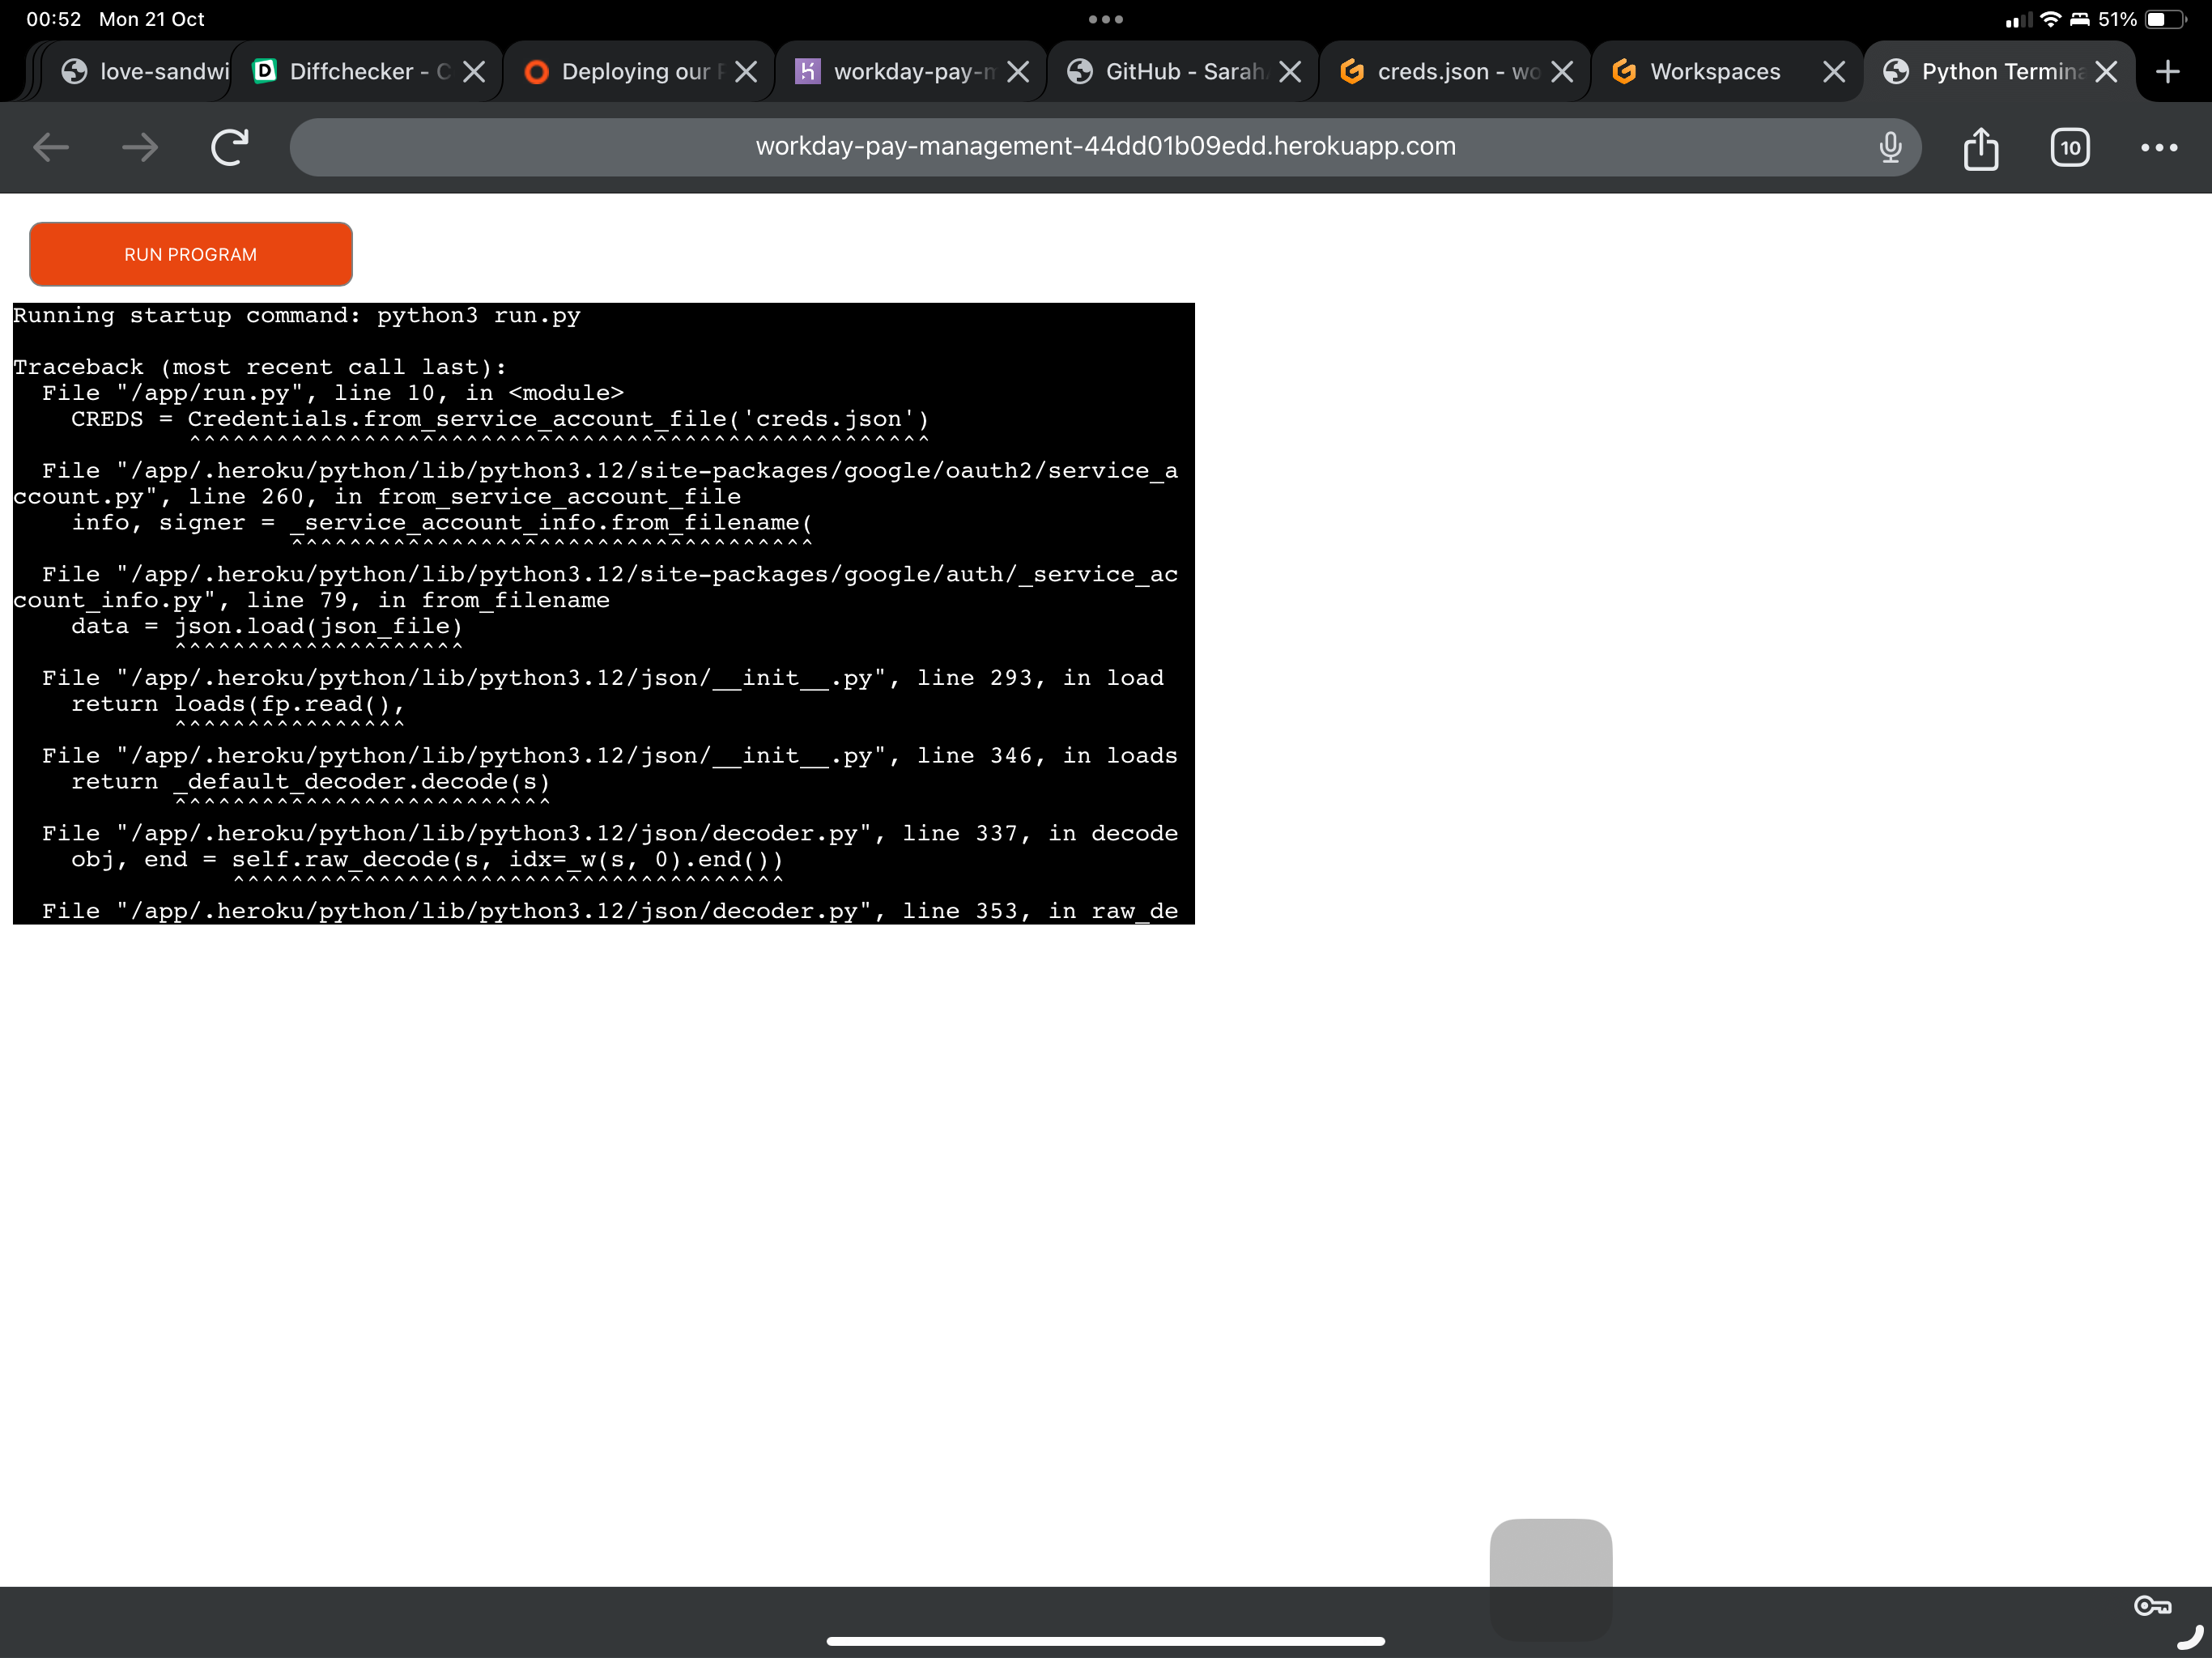 00:52 Mon 21 Oct
51%
love-sandwi
Diffchecker - C
Deploying our
workday-pay-m
GitHub - Sarah
creds.json - wo
Workspaces
Python Termina
workday-pay-management-44dd01b09edd.herokuapp.com
10
RUN PROGRAM
Running startup command: python3 run.py
Traceback (most recent call last):
  File "/app/run.py", line 10, in <module>
    CREDS = Credentials.from_service_account_file('creds.json')
            ^^^^^^^^^^^^^^^^^^^^^^^^^^^^^^^^^^^^^^^^^^^^^^^^^^^
  File "/app/.heroku/python/lib/python3.12/site-packages/google/oauth2/service_a
ccount.py", line 260, in from_service_account_file
    info, signer = _service_account_info.from_filename(
                   ^^^^^^^^^^^^^^^^^^^^^^^^^^^^^^^^^^^^
  File "/app/.heroku/python/lib/python3.12/site-packages/google/auth/_service_ac
count_info.py", line 79, in from_filename
    data = json.load(json_file)
           ^^^^^^^^^^^^^^^^^^^^
  File "/app/.heroku/python/lib/python3.12/json/__init__.py", line 293, in load
    return loads(fp.read(),
           ^^^^^^^^^^^^^^^^
  File "/app/.heroku/python/lib/python3.12/json/__init__.py", line 346, in loads
    return _default_decoder.decode(s)
           ^^^^^^^^^^^^^^^^^^^^^^^^^^
  File "/app/.heroku/python/lib/python3.12/json/decoder.py", line 337, in decode
    obj, end = self.raw_decode(s, idx=_w(s, 0).end())
               ^^^^^^^^^^^^^^^^^^^^^^^^^^^^^^^^^^^^^^
  File "/app/.heroku/python/lib/python3.12/json/decoder.py", line 353, in raw_de